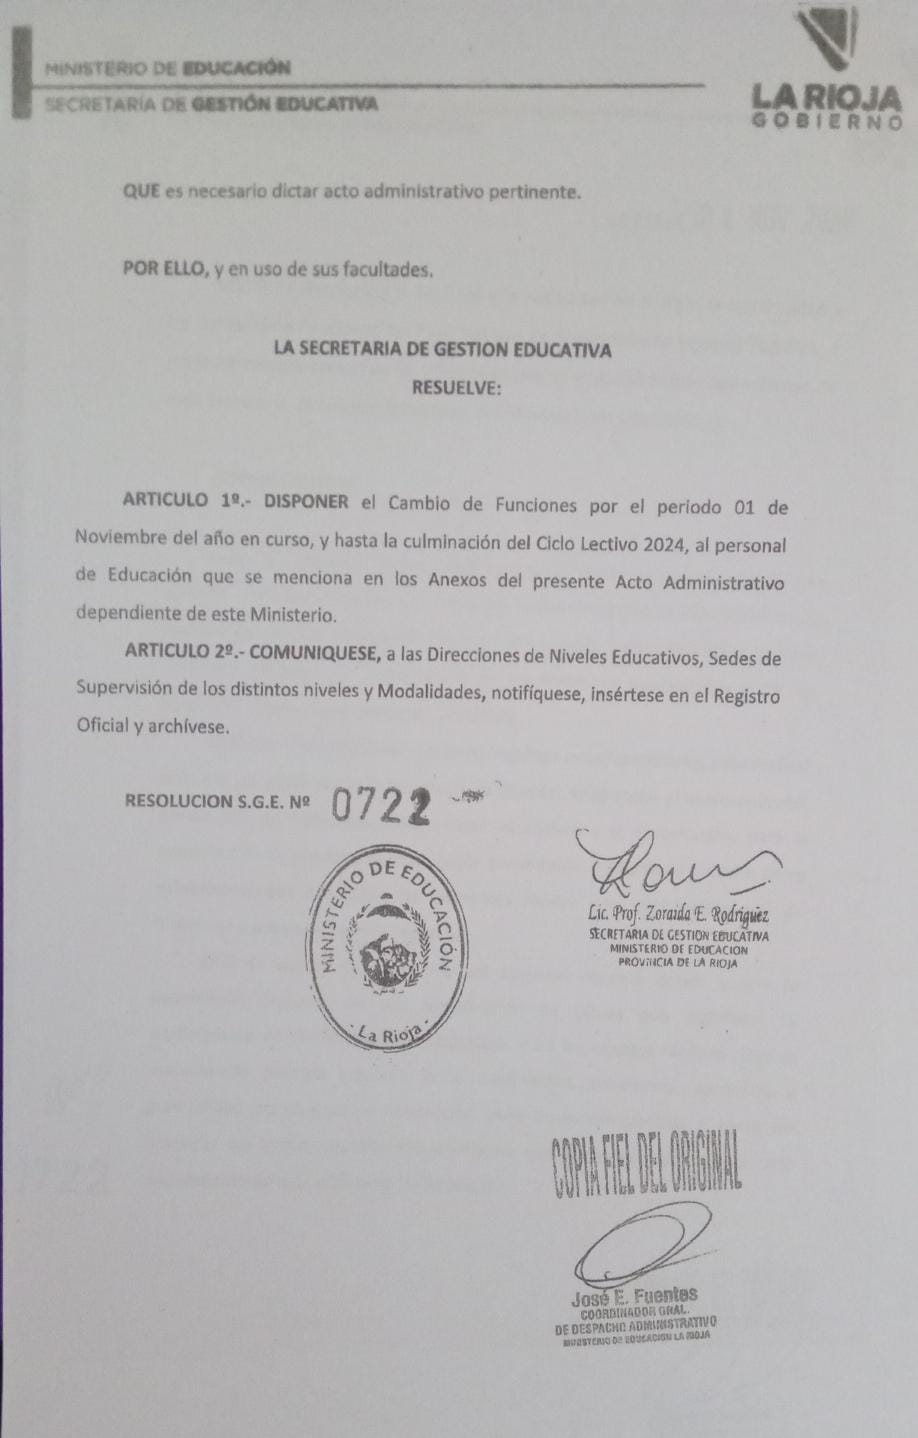 MINISTERIO DE EDUCACIÓN
SECRETARÍA DE GESTIÓN EDUCATIVA
LA RIOJA
GOBIERNO
QUE es necesario dictar acto administrativo pertinente.
POR ELLO, y en uso de sus facultades.
LA SECRETARIA DE GESTION EDUCATIVA
RESUELVE:
ARTICULO 1º.- DISPONER el Cambio de Funciones por el periodo 01 de
Noviembre del año en curso, y hasta la culminación del Ciclo Lectivo 2024, al personal
de Educación que se menciona en los Anexos del presente Acto Administrativo
dependiente de este Ministerio.
ARTICULO 2º.- COMUNIQUESE, a las Direcciones de Niveles Educativos, Sedes de
Supervisión de los distintos niveles y Modalidades, notifíquese, insértese en el Registro
Oficial y archívese.
RESOLUCION S.G.E. Nº 0722
MINISTERIO DE EDUCACIÓN
- La Rioja -
Lic. Prof. Zoraida E. Rodriguez
SECRETARIA DE GESTION EDUCATIVA
MINISTERIO DE EDUCACION
PROVINCIA DE LA RIOJA
COPIA FIEL DEL ORIGINAL
José E. Fuentes
COORDINADOR GRAL.
DE DESPACHO ADMINISTRATIVO
MINISTERIO DE EDUCACION LA RIOJA